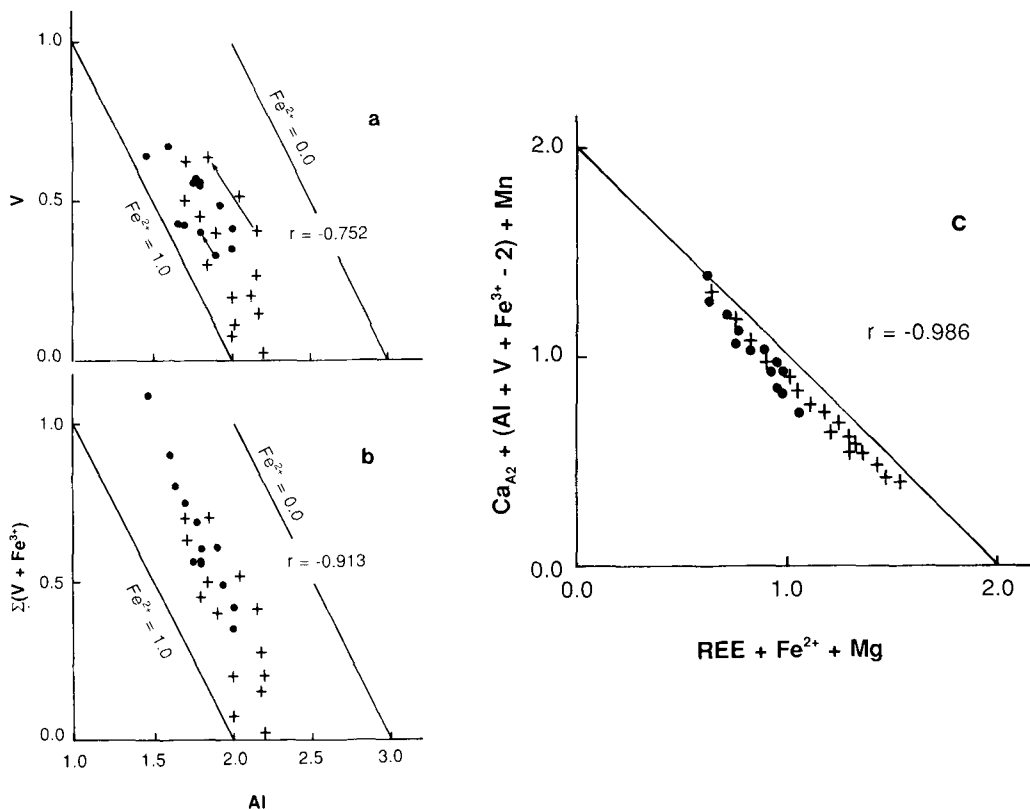 1.0
a
Fe²⁺ = 0.0
V
0.5
r = -0.752
Fe²⁺ = 1.0
0.0
1.0
b
Fe²⁺ = 0.0
Σ(V + Fe³⁺)
0.5
r = -0.913
Fe²⁺ = 1.0
0.0
1.0 1.5 2.0 2.5 3.0
Al
2.0
c
Ca_A2 + (Al + V + Fe³⁺ - 2) + Mn
r = -0.986
1.0
0.0
0.0 1.0 2.0
REE + Fe²⁺ + Mg